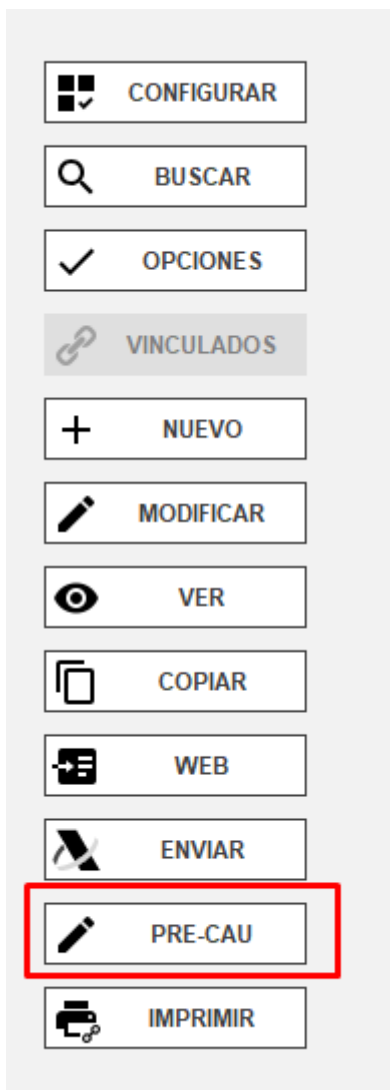 CONFIGURAR
BUSCAR
OPCIONES
VINCULADOS
NUEVO
MODIFICAR
VER
COPIAR
WEB
ENVIAR
PRE-CAU
IMPRIMIR